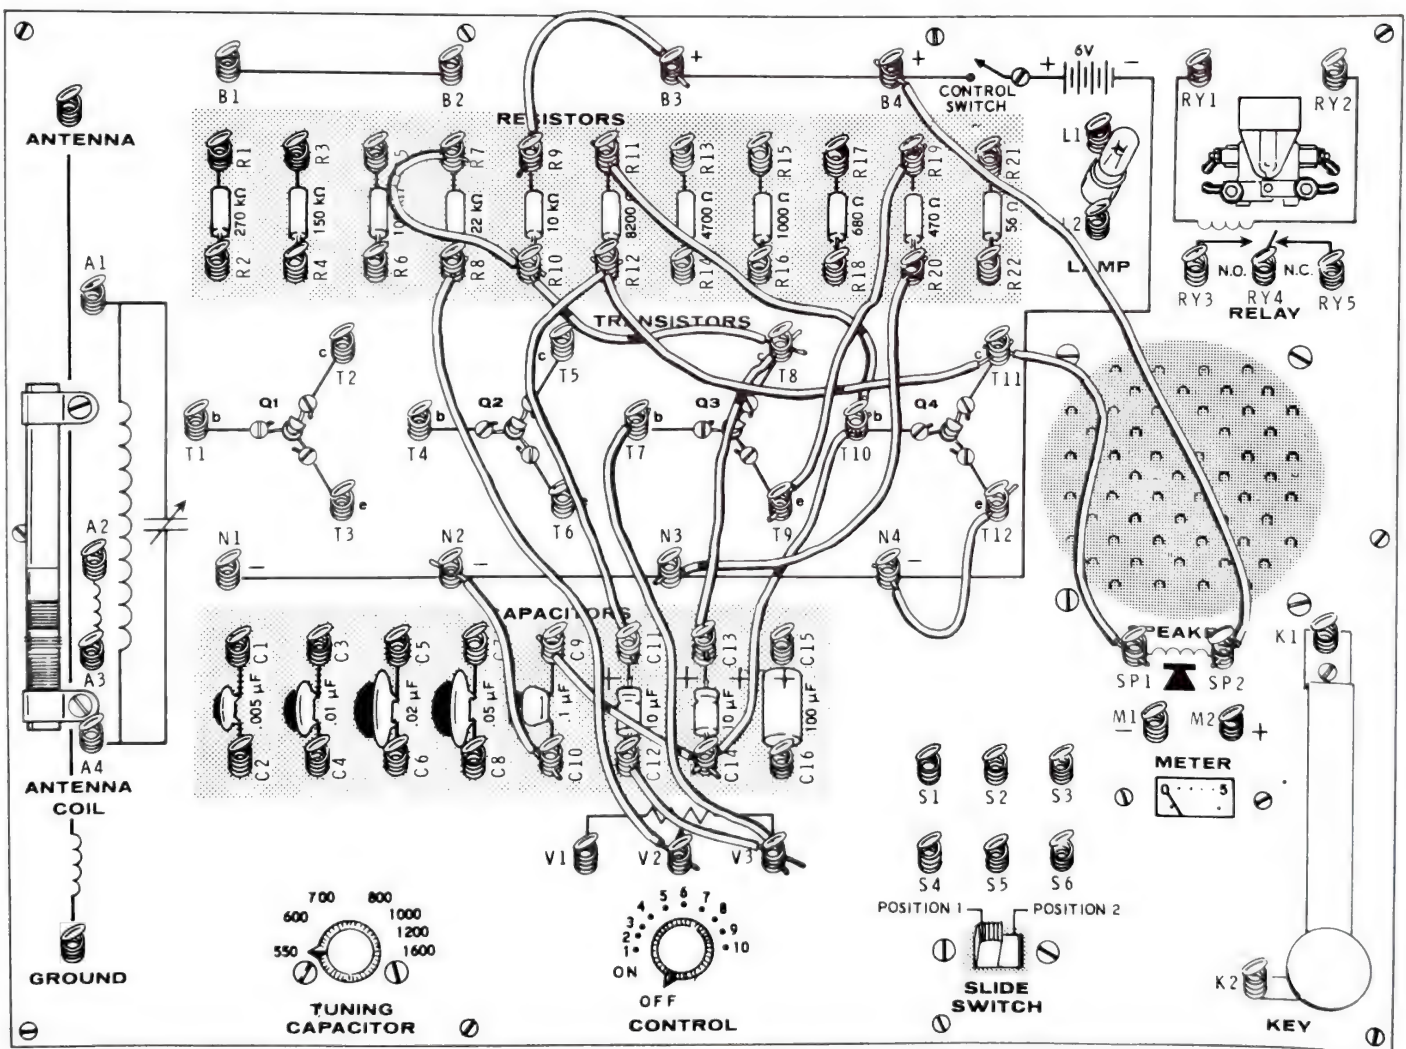 6V
+ -
B1
B2
B3 +
B4 +
CONTROL
SWITCH
RY1
RY2
ANTENNA
RESISTORS
L1
R1
R3
R7
R9
R11
R13
R15
R17
R19
R21
270 kΩ
150 kΩ
22 kΩ
10 kΩ
8200
4700 Ω
1000 Ω
680 Ω
470 Ω
56 Ω
R2
R4
R6
R8
R10
R12
R14
R16
R18
R20
R22
LAMP
N.O.
N.C.
RY3
RY4
RY5
RELAY
A1
TRANSISTORS
c
T2
c
T5
c
T8
c
T11
b
Q1
b
Q2
b
Q3
b
Q4
T1
T4
T7
T10
e
T3
e
T6
e
T9
e
T12
A2
N1 -
N2 -
N3
N4 -
CAPACITORS
C1
C3
C5
C9
C11
C13
C15
K1
A3
SP1
SP2
+ + + +
.005 µF
.01 µF
.02 µF
.05 µF
.1 µF
10 µF
10 µF
100 µF
M1 -
M2 +
A4
C2
C4
C6
C8
C10
C12
C14
C16
METER
0 5
ANTENNA
COIL
S1
S2
S3
V1
V2
V3
S4
S5
S6
POSITION 1
POSITION 2
550
600
700
800
1000
1200
1600
ON
1
2
3
4
5
6
7
8
9
10
OFF
GROUND
TUNING
CAPACITOR
CONTROL
SLIDE
SWITCH
K2
KEY